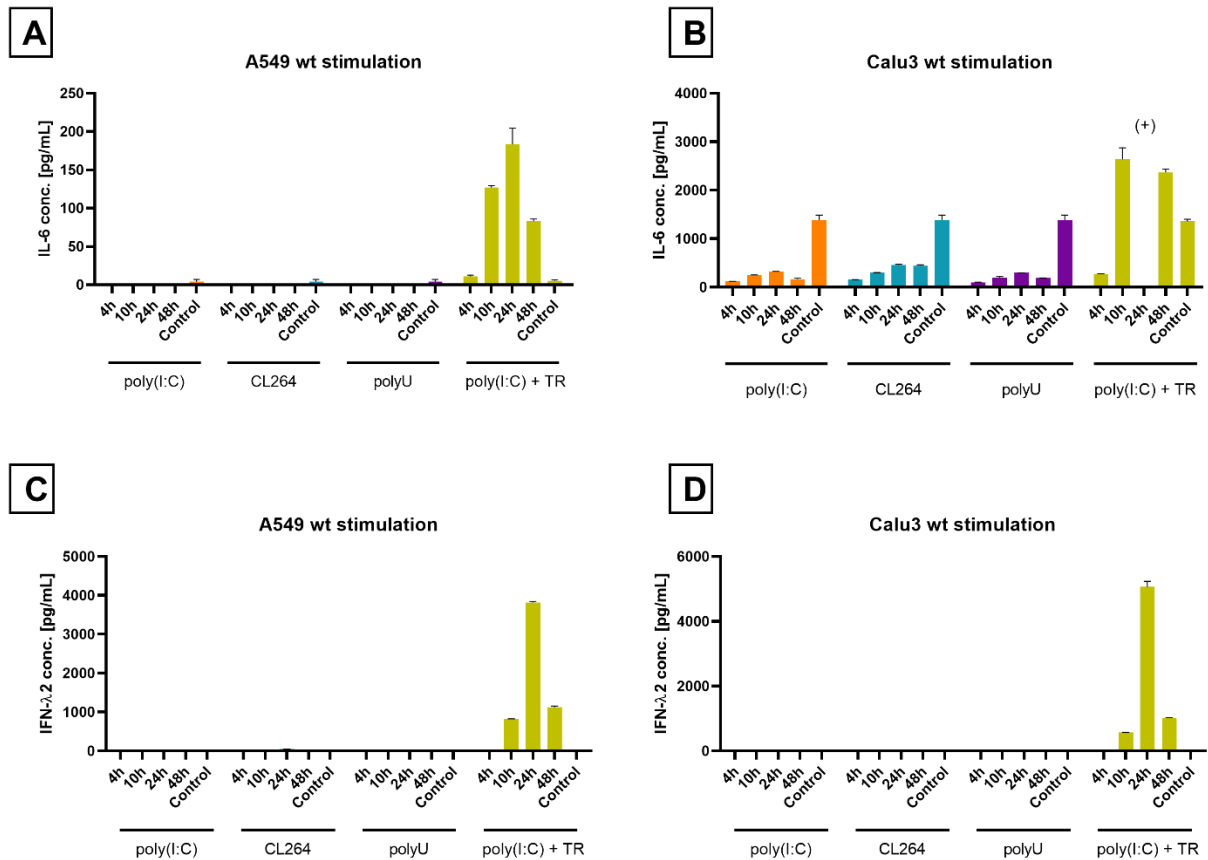 A
A549 wt stimulation
IL-6 conc. [pg/mL]
250
200
150
100
50
0
4h 10h 24h 48h Control 4h 10h 24h 48h Control 4h 10h 24h 48h Control 4h 10h 24h 48h Control
poly(I:C) CL264 polyU poly(I:C) + TR
B
Calu3 wt stimulation
IL-6 conc. [pg/mL]
4000
3000
2000
1000
0
(+)
4h 10h 24h 48h Control 4h 10h 24h 48h Control 4h 10h 24h 48h Control 4h 10h 24h 48h Control
poly(I:C) CL264 polyU poly(I:C) + TR
C
A549 wt stimulation
IFN-λ2 conc. [pg/mL]
5000
4000
3000
2000
1000
0
4h 10h 24h 48h Control 4h 10h 24h 48h Control 4h 10h 24h 48h Control 4h 10h 24h 48h Control
poly(I:C) CL264 polyU poly(I:C) + TR
D
Calu3 wt stimulation
IFN-λ2 conc. [pg/mL]
6000
4000
2000
0
4h 10h 24h 48h Control 4h 10h 24h 48h Control 4h 10h 24h 48h Control 4h 10h 24h 48h Control
poly(I:C) CL264 polyU poly(I:C) + TR